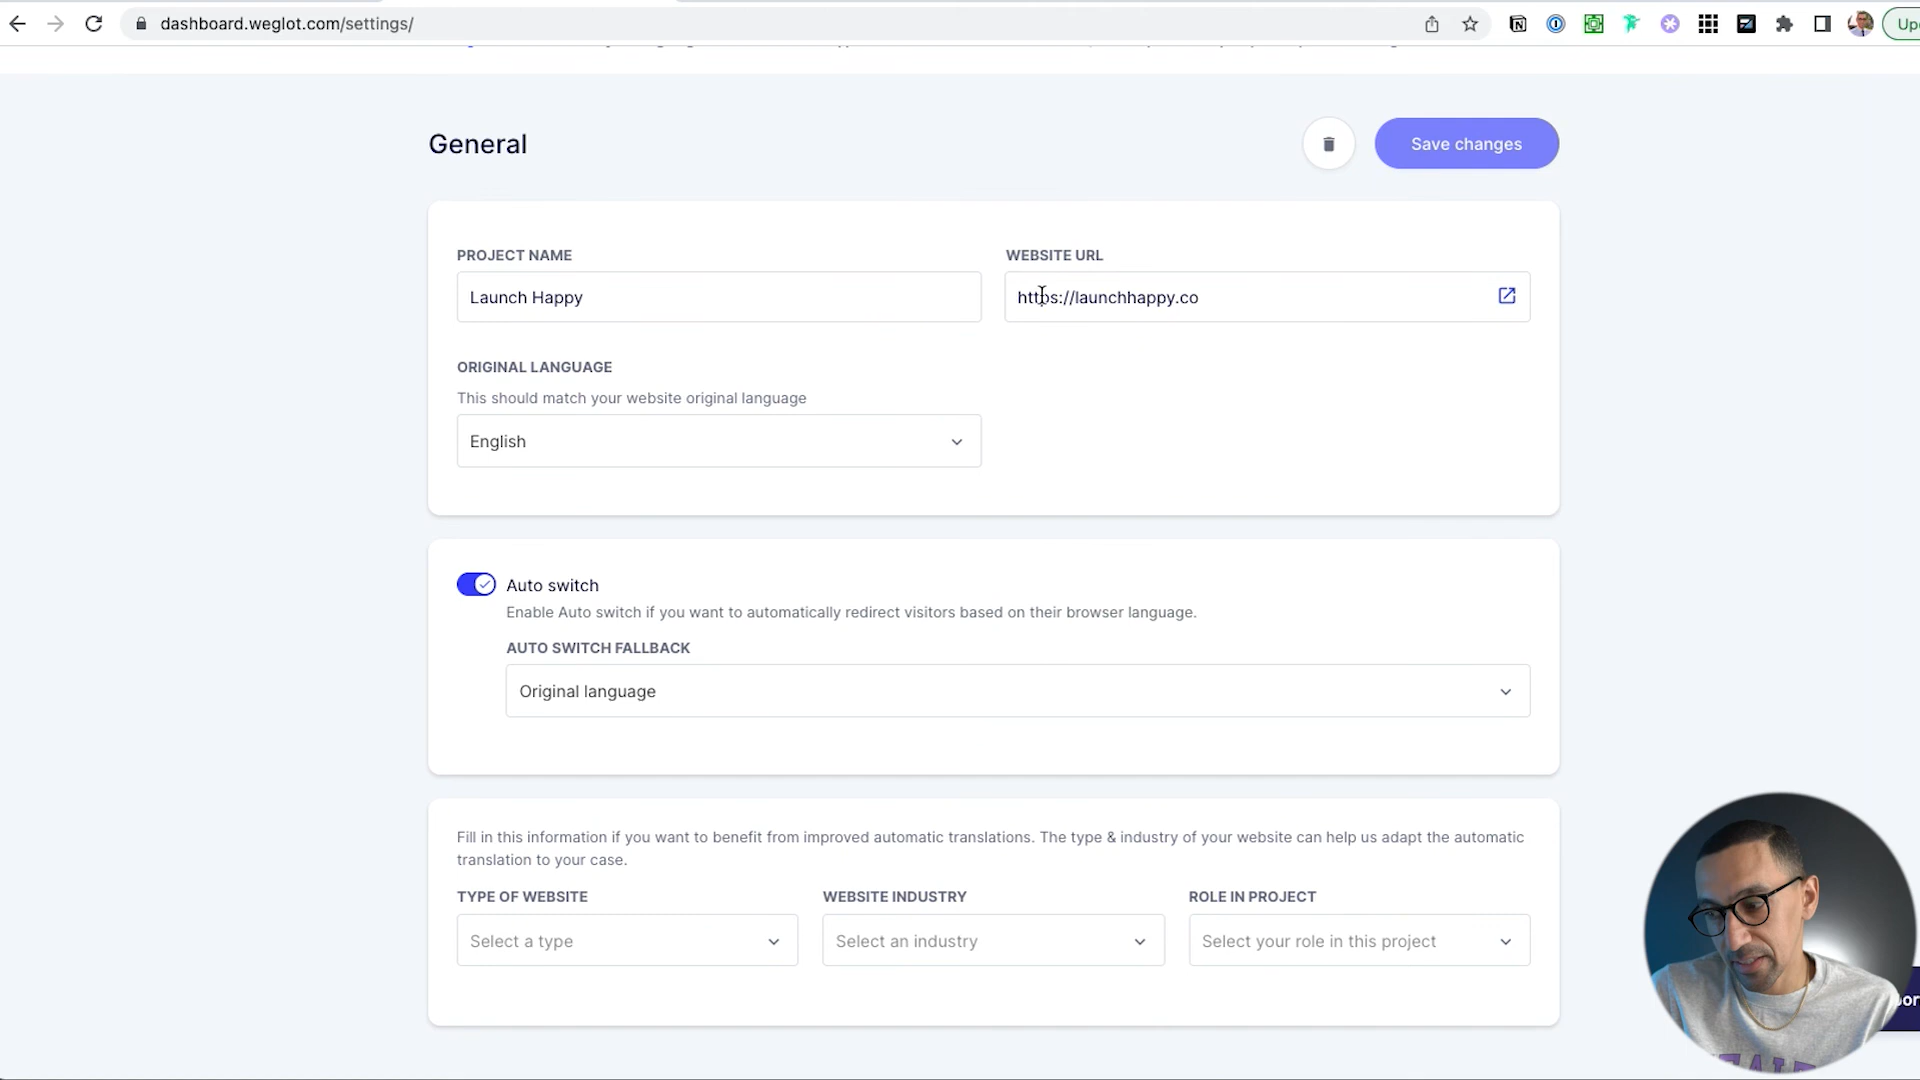 dashboard.weglot.com/settings/
General
Save changes
PROJECT NAME
WEBSITE URL
Launch Happy
https://launchhappy.co
ORIGINAL LANGUAGE
This should match your website original language
English
Auto switch
Enable Auto switch if you want to automatically redirect visitors based on their browser language.
AUTO SWITCH FALLBACK
Original language
Fill in this information if you want to benefit from improved automatic translations. The type & industry of your website can help us adapt the automatic
translation to your case.
TYPE OF WEBSITE
WEBSITE INDUSTRY
ROLE IN PROJECT
Select a type
Select an industry
Select your role in this project